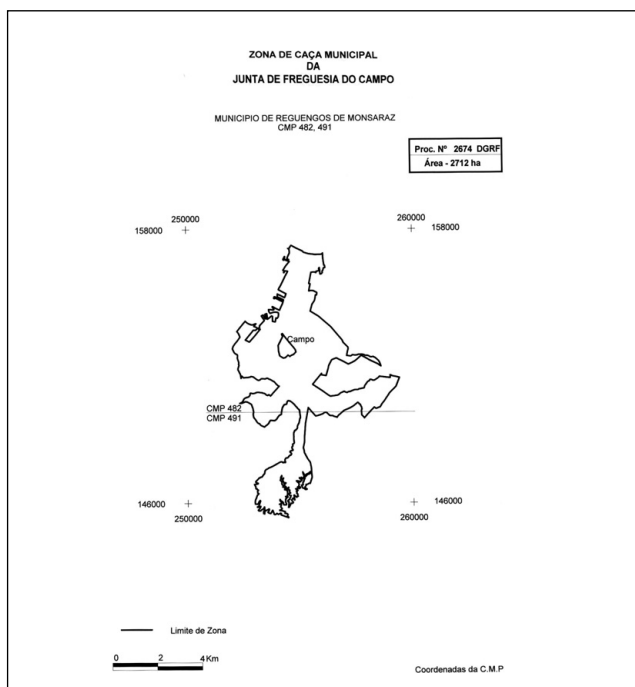 ZONA DE CAÇA MUNICIPAL
DA
JUNTA DE FREGUESIA DO CAMPO
MUNICIPIO DE REGUENGOS DE MONSARAZ
CMP 482, 491
Proc. Nº 2674 DGRF
Área - 2712 ha
250000
260000
158000
158000
Campo
CMP 482
CMP 491
146000
146000
250000
260000
Limite de Zona
0 2 4 Km
Coordenadas da C.M.P